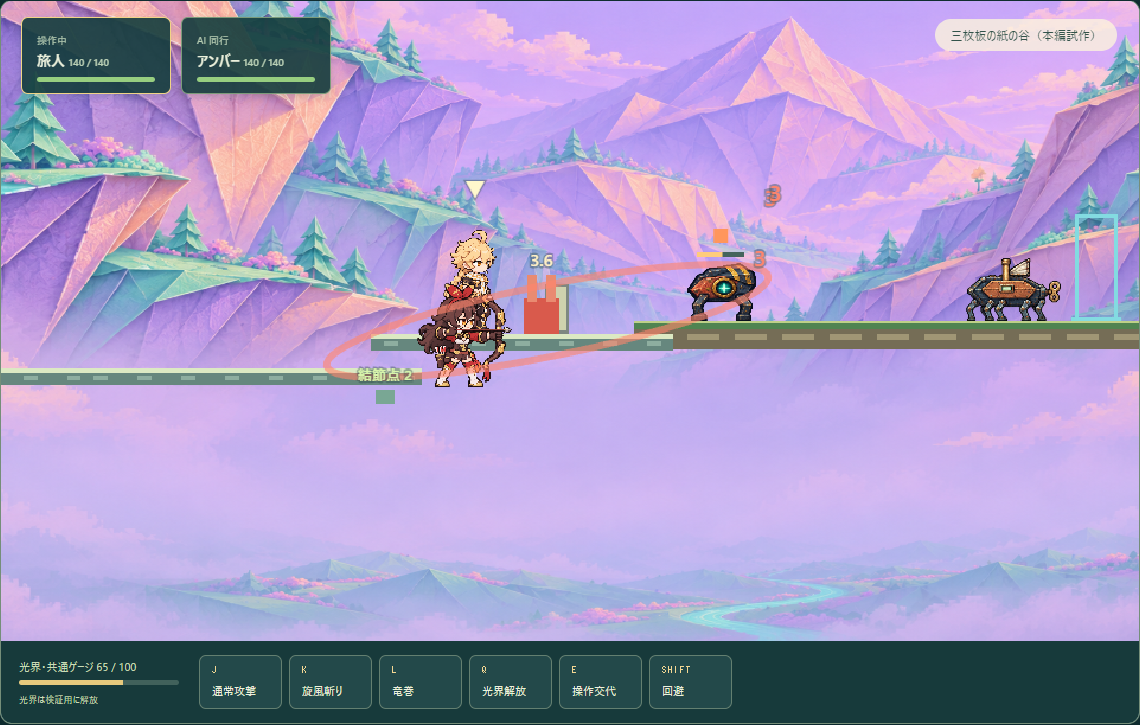 操作中
旅人 140 / 140
AI 同行
アンバー 140 / 140
三枚板の紙の谷（本編試作）
3
3.6
3
結節点 2
光界・共通ゲージ 65 / 100
光界は検証用に解放
J
通常攻撃
K
旋風斬り
L
竜巻
Q
光界解放
E
操作交代
SHIFT
回避